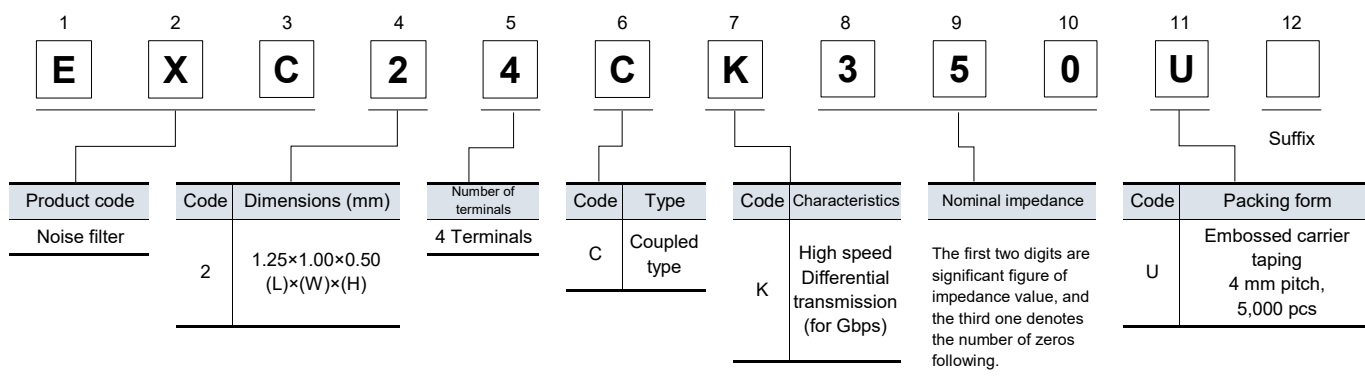 1 2 3 4 5 6 7 8 9 10 11 12
E X C 2 4 C K 3 5 0 U
Suffix
Product code
Noise filter
Code Dimensions (mm)
2 1.25×1.00×0.50
(L)×(W)×(H)
Number of
terminals
4 Terminals
Code Type
C Coupled
type
Code Characteristics
K High speed
Differential
transmission
(for Gbps)
Nominal impedance
The first two digits are
significant figure of
impedance value, and
the third one denotes
the number of zeros
following.
Code Packing form
U Embossed carrier
taping
4 mm pitch,
5,000 pcs